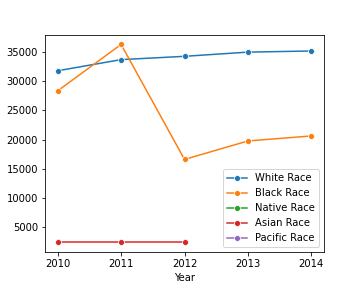 35000
30000
25000
20000
15000
10000
5000
White Race
Black Race
Native Race
Asian Race
Pacific Race
2010 2011 2012 2013 2014
Year